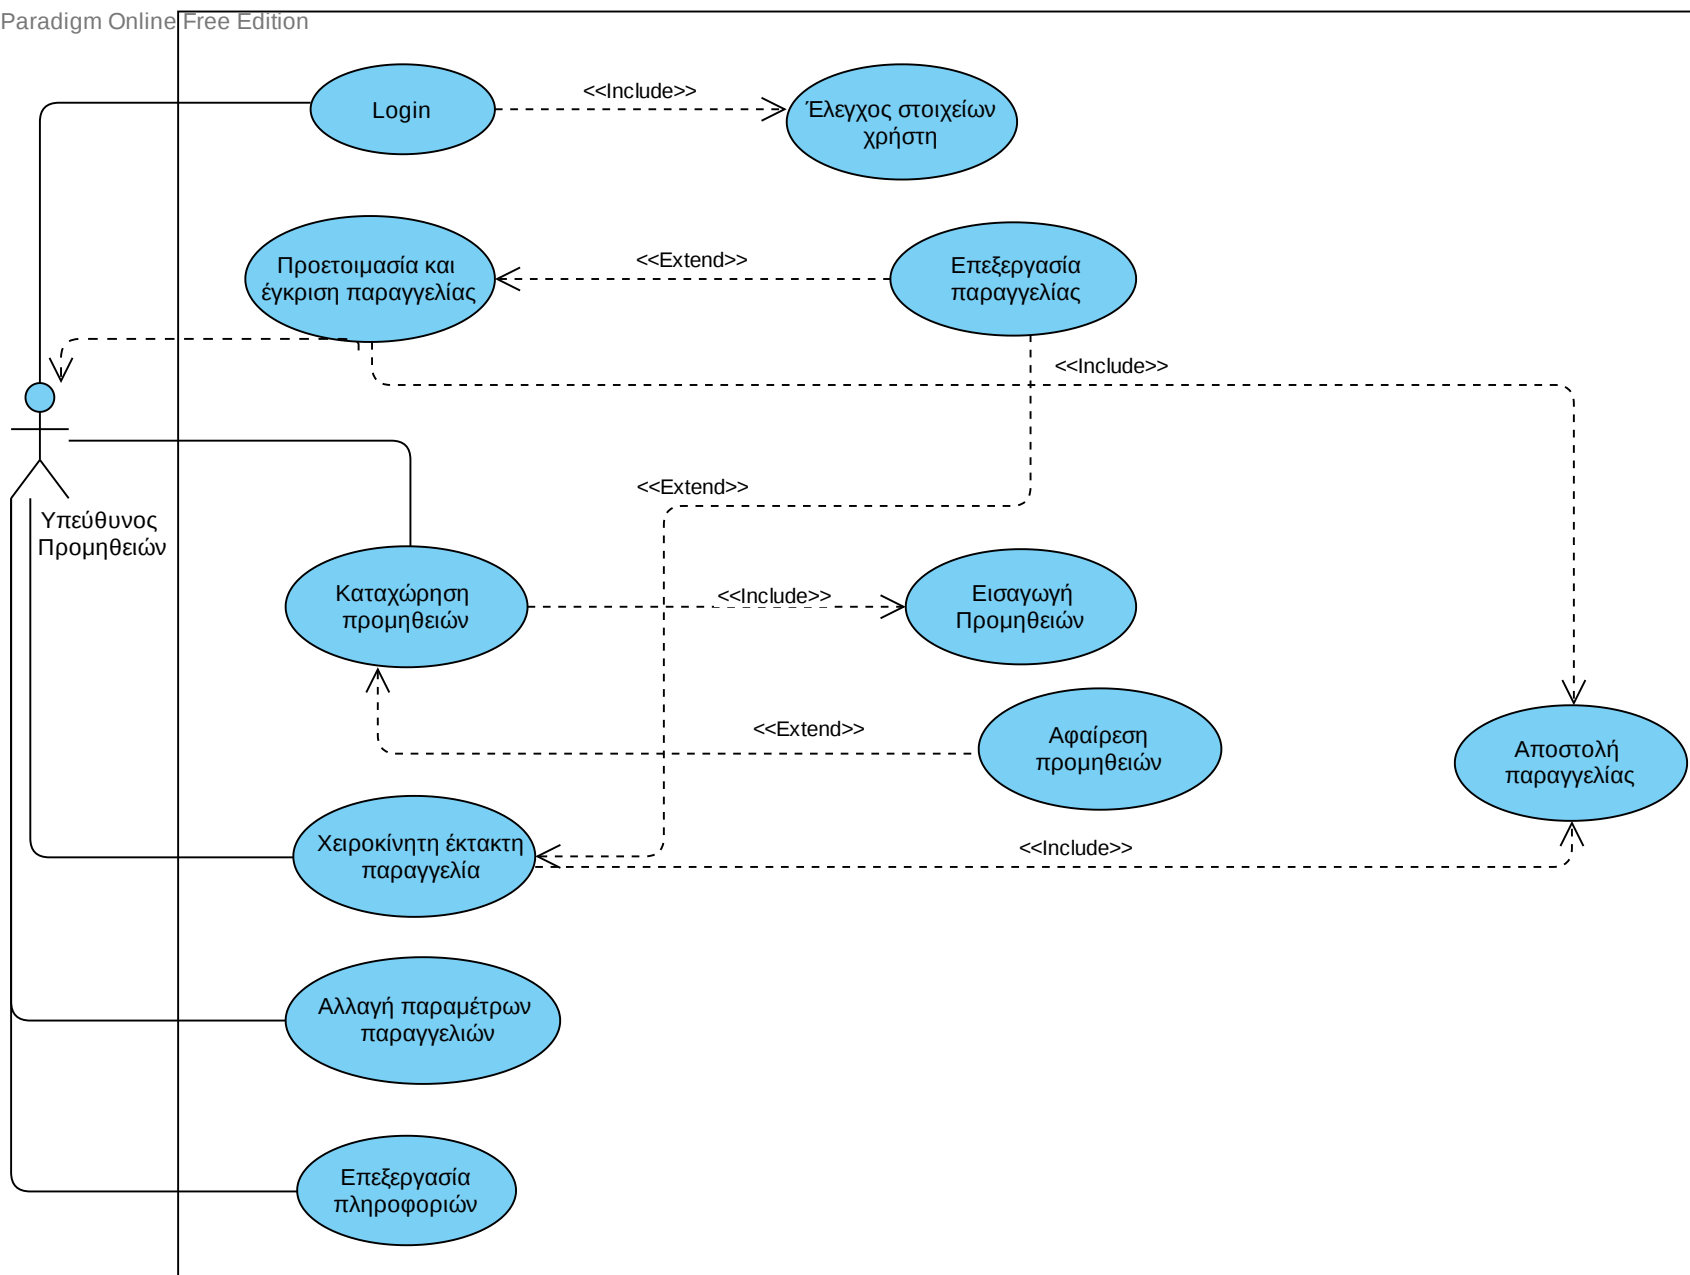 Paradigm Online Free Edition
Login
<<Include>>
Έλεγχος στοιχείων
χρήστη
Προετοιμασία και
έγκριση παραγγελίας
<<Extend>>
Επεξεργασία
παραγγελίας
<<Include>>
<<Extend>>
Υπεύθυνος
Προμηθειών
Καταχώρηση
προμηθειών
<<Include>>
Εισαγωγή
Προμηθειών
<<Extend>>
Αφαίρεση
προμηθειών
Αποστολή
παραγγελίας
Χειροκίνητη έκτακτη
παραγγελία
<<Include>>
Αλλαγή παραμέτρων
παραγγελιών
Επεξεργασία
πληροφοριών